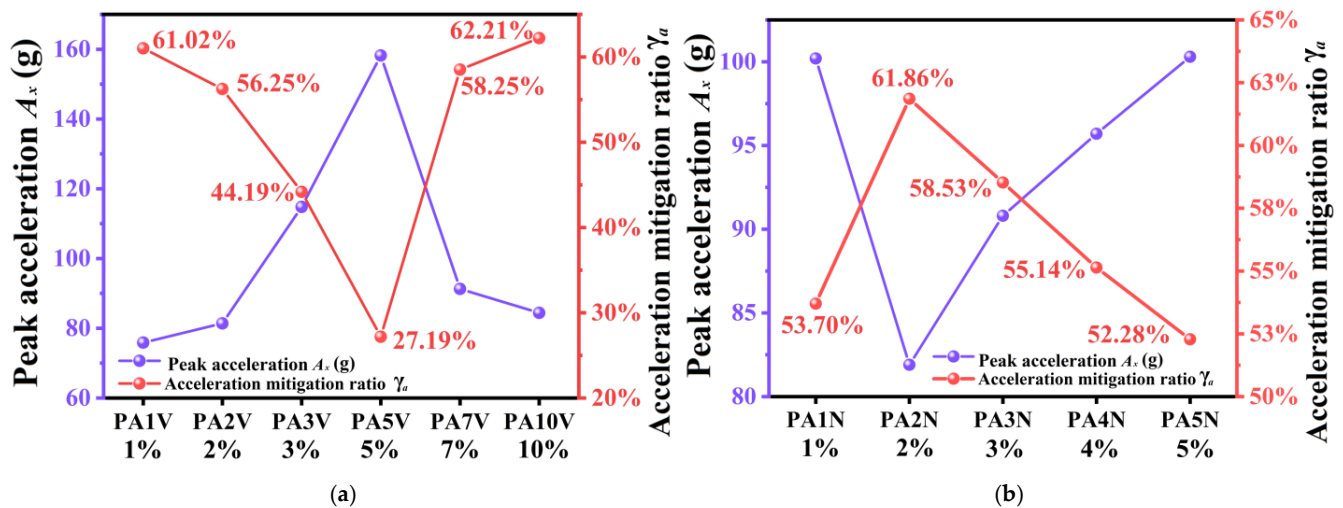 Peak acceleration Aₓ (g)
160
140
120
100
80
60
61.02%
56.25%
44.19%
27.19%
58.25%
62.21%
Peak acceleration Aₓ (g)
Acceleration mitigation ratio γₐ
60%
50%
40%
30%
20%
Acceleration mitigation ratio γₐ
PA1V PA2V PA3V PA5V PA7V PA10V
1% 2% 3% 5% 7% 10%
(a)
Peak acceleration Aₓ (g)
100
95
90
85
80
53.70%
61.86%
58.53%
55.14%
52.28%
Peak acceleration Aₓ (g)
Acceleration mitigation ratio γₐ
65%
63%
60%
58%
55%
53%
50%
Acceleration mitigation ratio γₐ
PA1N PA2N PA3N PA4N PA5N
1% 2% 3% 4% 5%
(b)